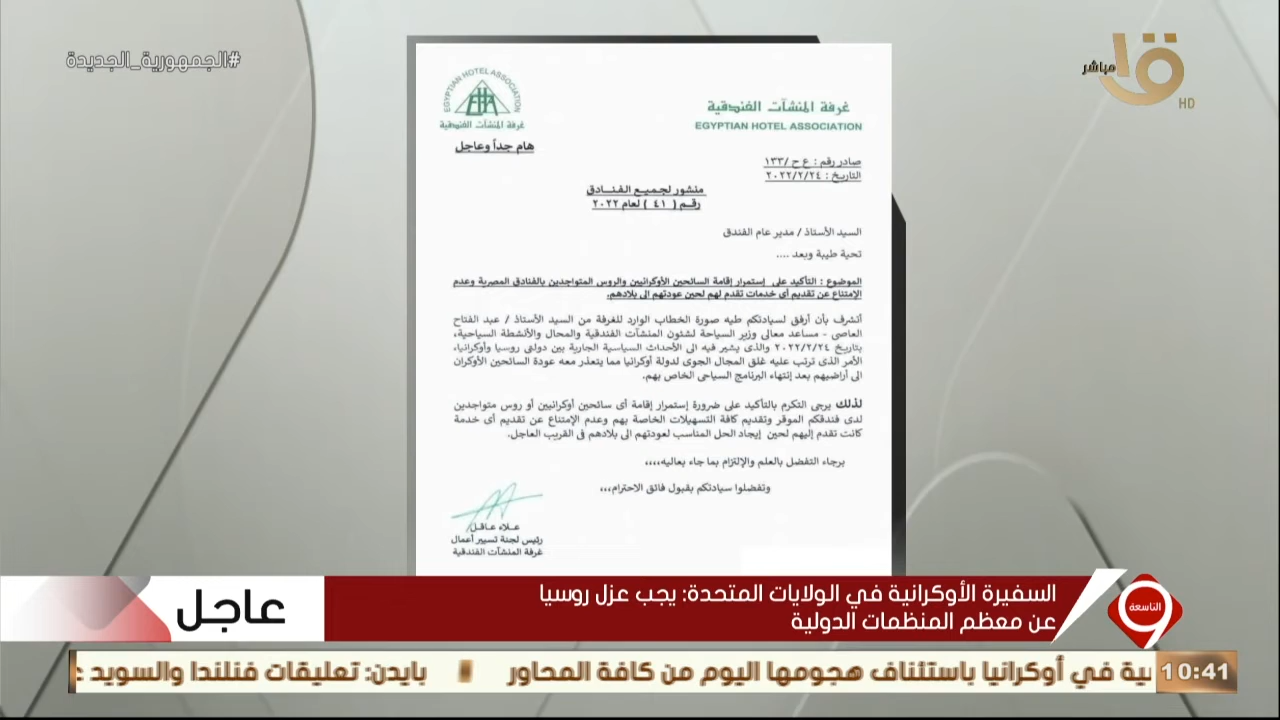 #الجمهورية_الجديدة
مباشر
HD
EGYPTIAN HOTEL ASSOCIATION
EHA
غرفة المنشآت الفندقية
هام جداً وعاجل
غرفة المنشآت الفندقية
EGYPTIAN HOTEL ASSOCIATION
صادر رقم : ع ح /١٣٣
التاريخ : ٢٠٢٢/٢/٢٤
منشور لجميع الفنادق
رقم ( ٤١ ) لعام ٢٠٢٢
السيد الأستاذ / مدير عام الفندق
تحية طيبة وبعد ....
الموضوع : التأكيد على إستمرار إقامة السائحين الأوكرانيين والروس المتواجدين بالفنادق المصرية وعدم
الإمتناع عن تقديم أى خدمات تقدم لهم لحين عودتهم الى بلادهم.
أتشرف بأن أرفق لسيادتكم طيه صورة الخطاب الوارد للغرفة من السيد الأستاذ / عبد الفتاح
العاصى - مساعد معالى وزير السياحة لشئون المنشآت الفندقية والمحال والأنشطة السياحية،
بتاريخ ٢٠٢٢/٢/٢٤ والذى يشير فيه الى الأحداث السياسية الجارية بين دولتى روسيا وأوكرانيا،
الأمر الذى ترتب عليه غلق المجال الجوى لدولة أوكرانيا مما يتعذر معه عودة السائحين الأوكران
الى أراضيهم بعد إنتهاء البرنامج السياحى الخاص بهم.
لذلك يرجى التكرم بالتأكيد على ضرورة إستمرار إقامة أى سائحين أوكرانيين أو روس متواجدين
لدى فندقكم الموقر وتقديم كافة التسهيلات الخاصة بهم وعدم الإمتناع عن تقديم أى خدمة
كانت تقدم إليهم لحين إيجاد الحل المناسب لعودتهم الى بلادهم فى القريب العاجل.
برجاء التفضل بالعلم والإلتزام بما جاء بعاليه،،،،
وتفضلوا سيادتكم بقبول فائق الاحترام،،،
علاء عاقل
رئيس لجنة تسيير أعمال
غرفة المنشآت الفندقية
عاجل
السفيرة الأوكرانية في الولايات المتحدة: يجب عزل روسيا
عن معظم المنظمات الدولية
التاسعة
9
10:41
ية في أوكرانيا باستئناف هجومها اليوم من كافة المحاور
بايدن: تعليقات فنلندا والسويد